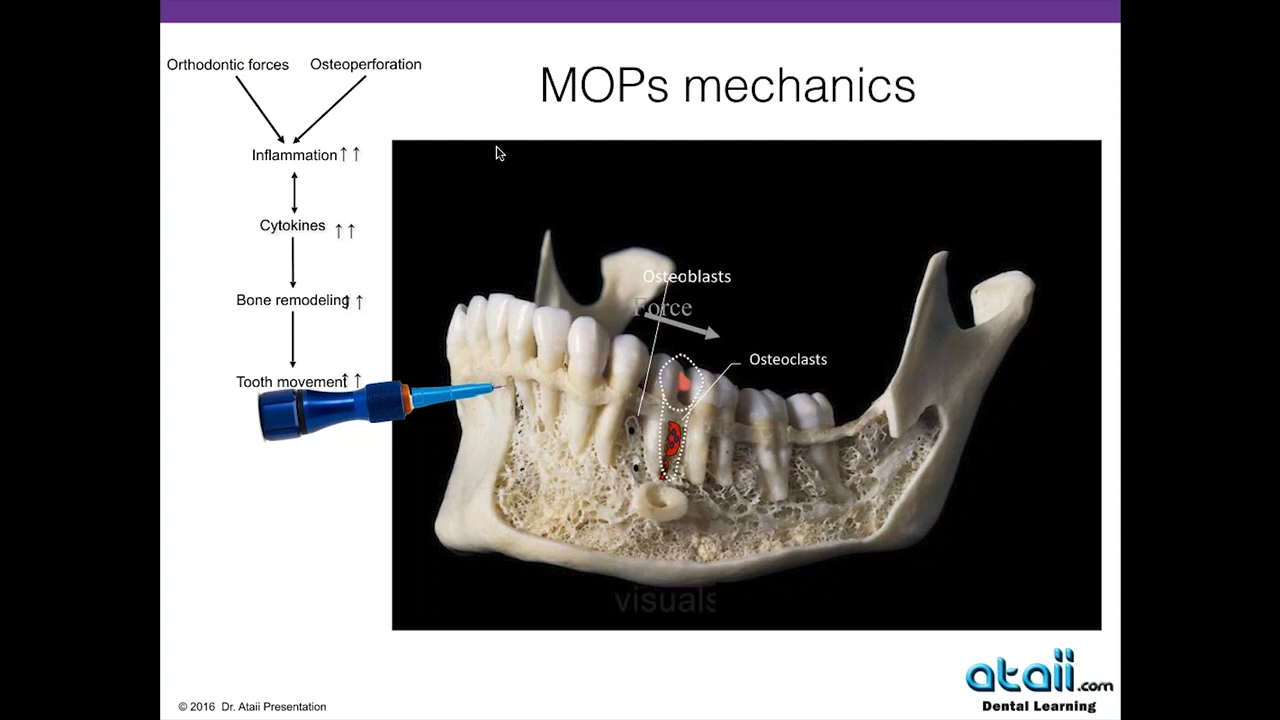 Orthodontic forces
Osteoperforation
MOPs mechanics
Inflammation ↑ ↑
Cytokines ↑ ↑
Bone remodeling ↑ ↑
Tooth movement ↑ ↑
Osteoblasts
Force
Osteoclasts
visuals
© 2016 Dr. Ataii Presentation
ataii.com
Dental Learning